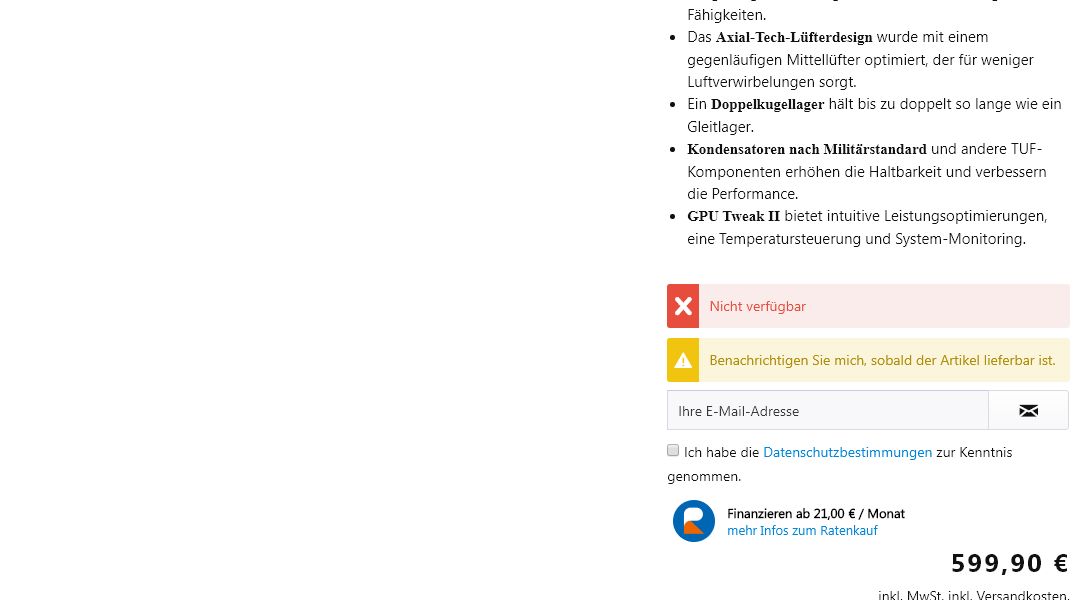 Fähigkeiten.
Das Axial-Tech-Lüfterdesign wurde mit einem
gegenläufigen Mittellüfter optimiert, der für weniger
Luftverwirbelungen sorgt.
Ein Doppelkugellager hält bis zu doppelt so lange wie ein
Gleitlager.
Kondensatoren nach Militärstandard und andere TUF-
Komponenten erhöhen die Haltbarkeit und verbessern
die Performance.
GPU Tweak II bietet intuitive Leistungsoptimierungen,
eine Temperatursteuerung und System-Monitoring.
Nicht verfügbar
Benachrichtigen Sie mich, sobald der Artikel lieferbar ist.
Ihre E-Mail-Adresse
Ich habe die Datenschutzbestimmungen zur Kenntnis
genommen.
Finanzieren ab 21,00 € / Monat
mehr Infos zum Ratenkauf
599,90 €
inkl. MwSt. inkl. Versandkosten.